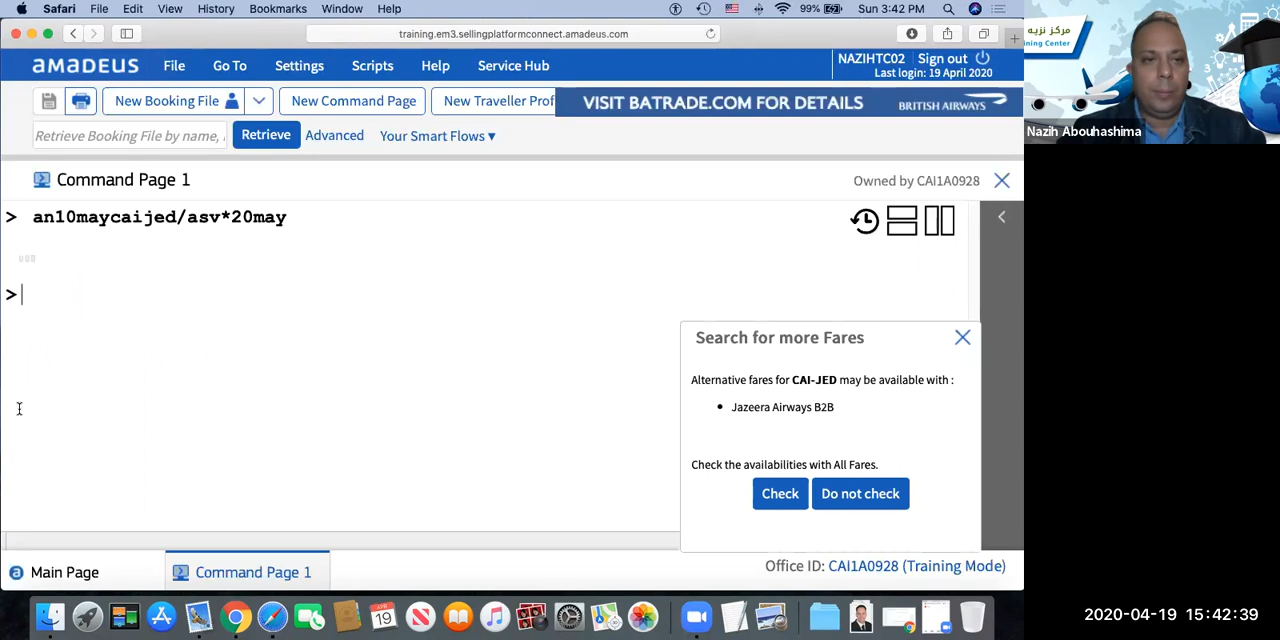 Safari File Edit View History Bookmarks Window Help 99% Sun 3:42 PM
training.em3.sellingplatformconnect.amadeus.com
amadeus File Go To Settings Scripts Help Service Hub NAZIHTC02 Sign out
Last login: 19 April 2020
New Booking File New Command Page New Traveller Prof VISIT BATRADE.COM FOR DETAILS BRITISH AIRWAYS
Retrieve Booking File by name, Retrieve Advanced Your Smart Flows ▾
Command Page 1 Owned by CAI1A0928
> an10maycaijed/asv*20may
>
Search for more Fares
Alternative fares for CAI-JED may be available with :
• Jazeera Airways B2B
Check the availabilities with All Fares.
Check Do not check
Main Page Command Page 1 Office ID: CAI1A0928 (Training Mode)
APR
19
مركز نزيه
ining Center
Nazih Abouhashima
2020-04-19 15:42:39